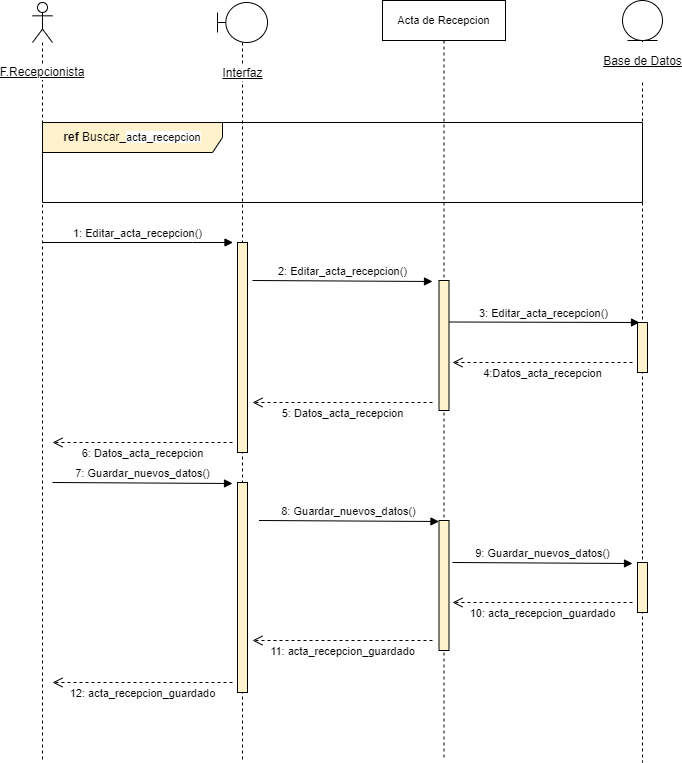 Acta de Recepcion
F.Recepcionista
Interfaz
Base de Datos
ref Buscar_acta_recepcion
1: Editar_acta_recepcion()
2: Editar_acta_recepcion()
3: Editar_acta_recepcion()
4:Datos_acta_recepcion
5: Datos_acta_recepcion
6: Datos_acta_recepcion
7: Guardar_nuevos_datos()
8: Guardar_nuevos_datos()
9: Guardar_nuevos_datos()
10: acta_recepcion_guardado
11: acta_recepcion_guardado
12: acta_recepcion_guardado